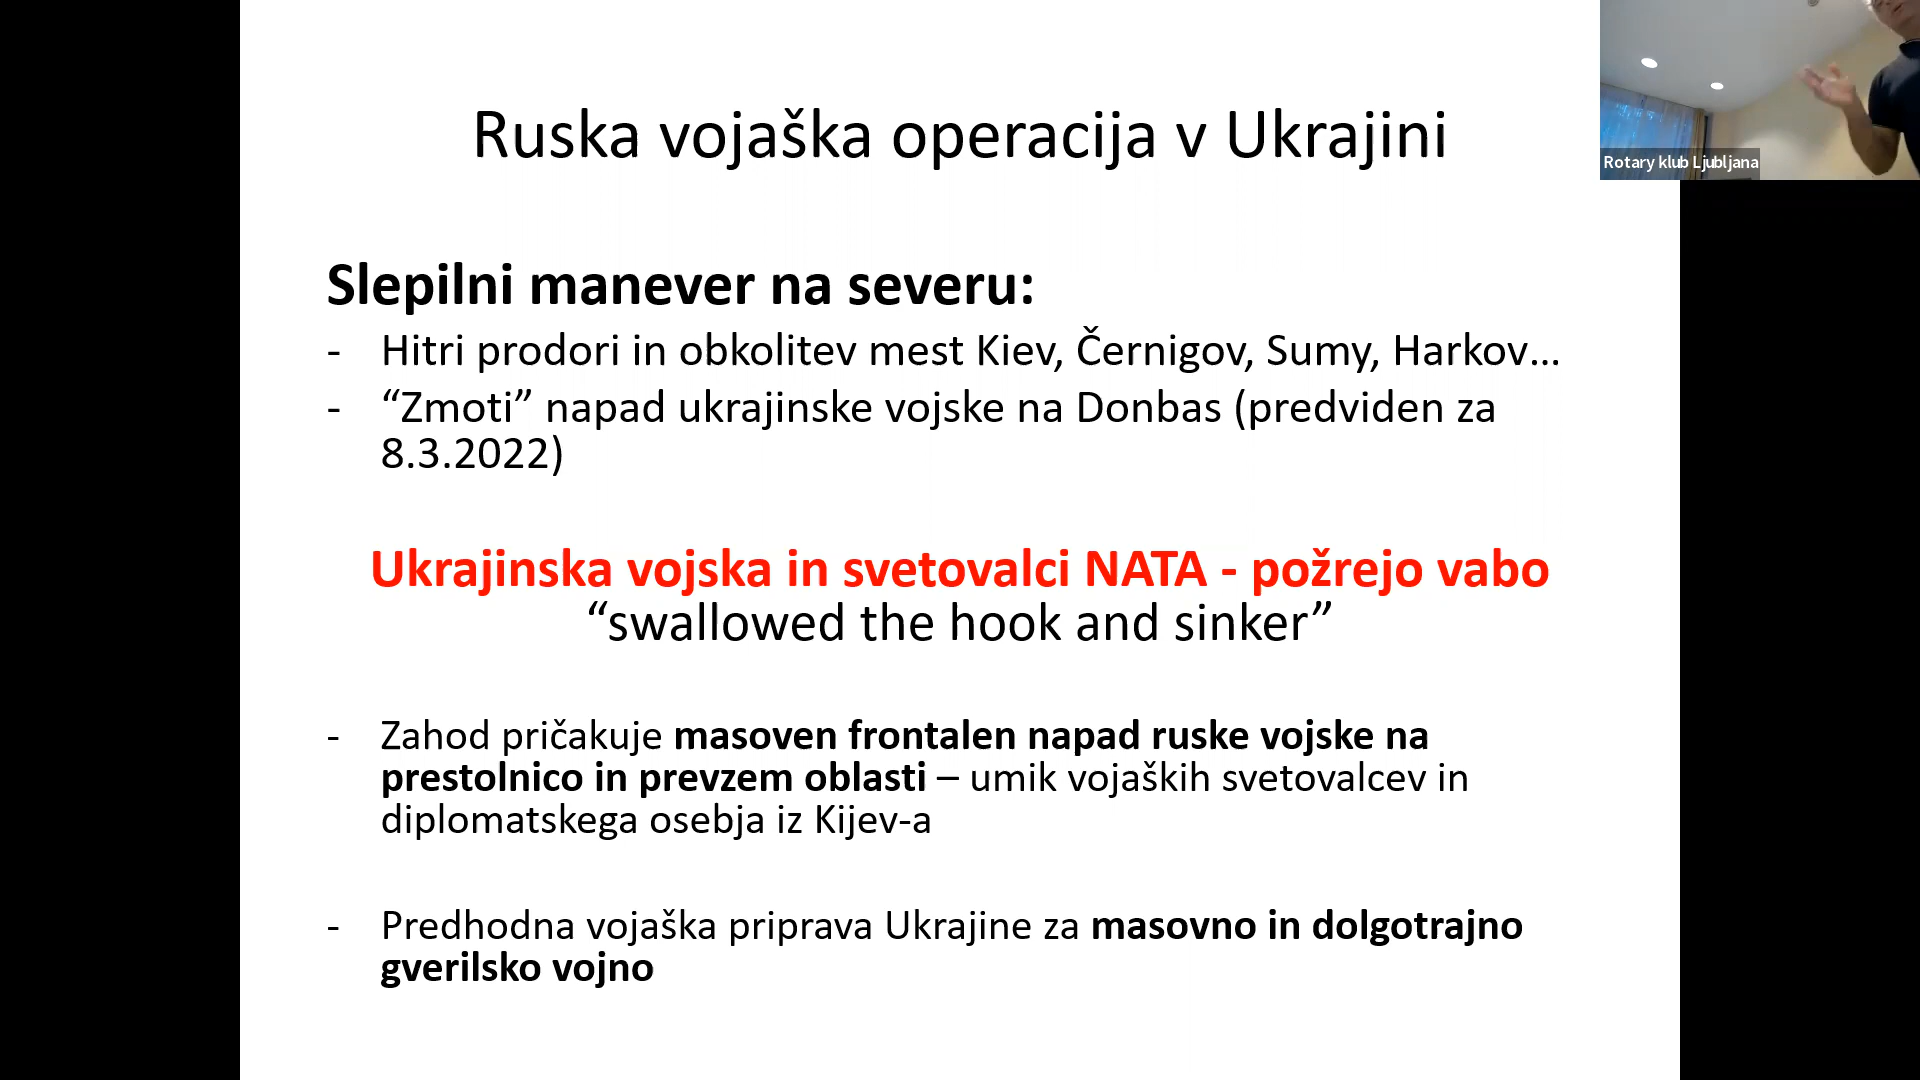 Ruska vojaška operacija v Ukrajini
Rotary klub Ljubljana
Slepilni manever na severu:
- Hitri prodori in obkolitev mest Kiev, Černigov, Sumy, Harkov…
- “Zmoti” napad ukrajinske vojske na Donbas (predviden za
8.3.2022)
Ukrajinska vojska in svetovalci NATA - požrejo vabo
“swallowed the hook and sinker”
- Zahod pričakuje masoven frontalen napad ruske vojske na
prestolnico in prevzem oblasti – umik vojaških svetovalcev in
diplomatskega osebja iz Kijev-a
- Predhodna vojaška priprava Ukrajine za masovno in dolgotrajno
gverilsko vojno